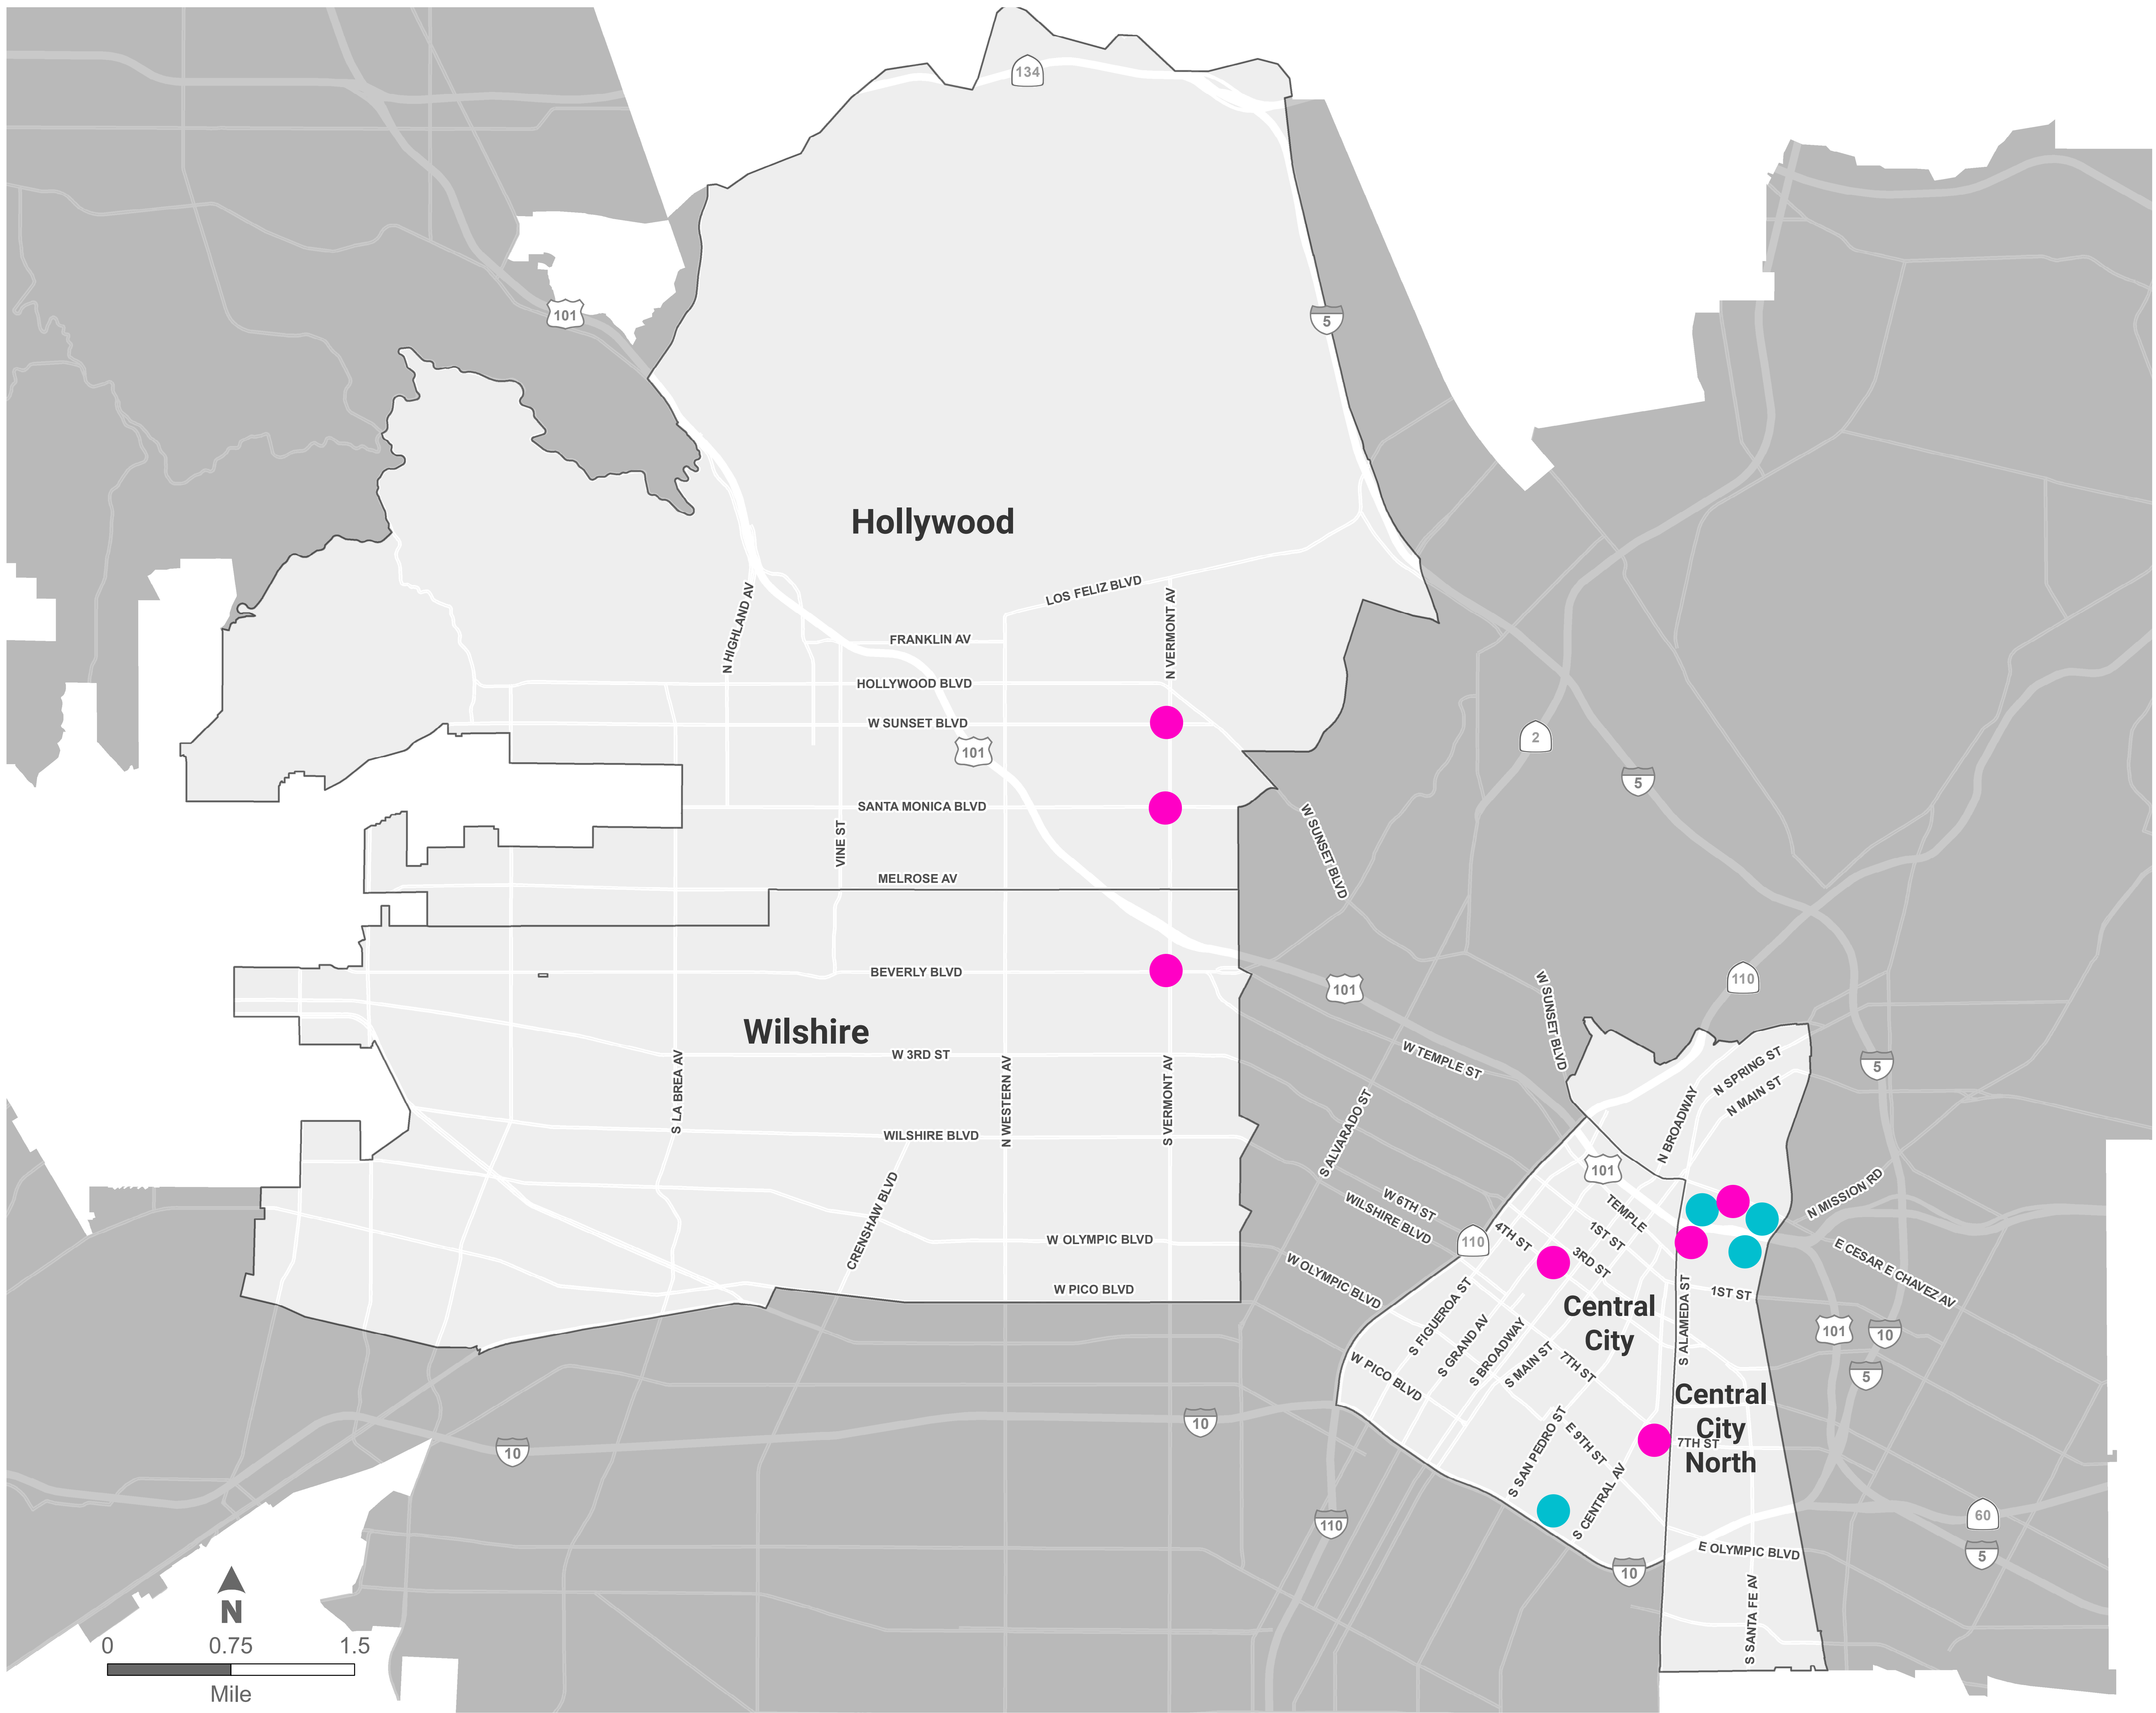 134
101
5
Hollywood
LOS FELIZ BLVD
N HIGHLAND AV
N VERMONT AV
FRANKLIN AV
HOLLYWOOD BLVD
W SUNSET BLVD
101
2
5
SANTA MONICA BLVD
VINE ST
W SUNSET BLVD
MELROSE AV
BEVERLY BLVD
101
110
W SUNSET BLVD
Wilshire
W 3RD ST
W TEMPLE ST
5
N SPRING ST
N MAIN ST
S LA BREA AV
N WESTERN AV
S VERMONT AV
S ALVARADO ST
N BROADWAY
WILSHIRE BLVD
101
CRENSHAW BLVD
W 6TH ST
WILSHIRE BLVD
TEMPLE
N MISSION RD
W OLYMPIC BLVD
110
4TH ST
1ST ST
3RD ST
E CESAR E CHAVEZ AV
W OLYMPIC BLVD
W PICO BLVD
1ST ST
Central
City
S ALAMEDA ST
S FIGUEROA ST
S GRAND AV
S BROADWAY
S MAIN ST
7TH ST
101
10
5
W PICO BLVD
Central
City
North
7TH ST
10
10
S SAN PEDRO ST
E 9TH ST
S CENTRAL AV
110
60
5
E OLYMPIC BLVD
10
S SANTA FE AV
N
0
0.75
1.5
Mile